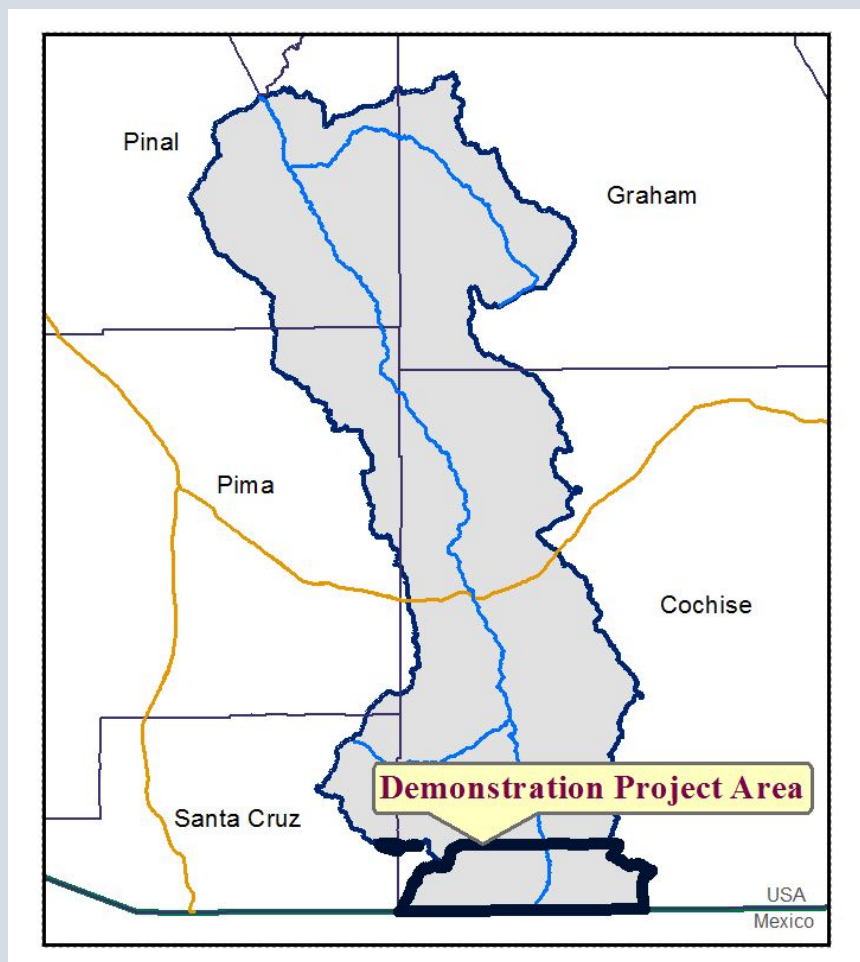 Pinal
Graham
Pima
Cochise
Demonstration Project Area
Santa Cruz
USA
Mexico